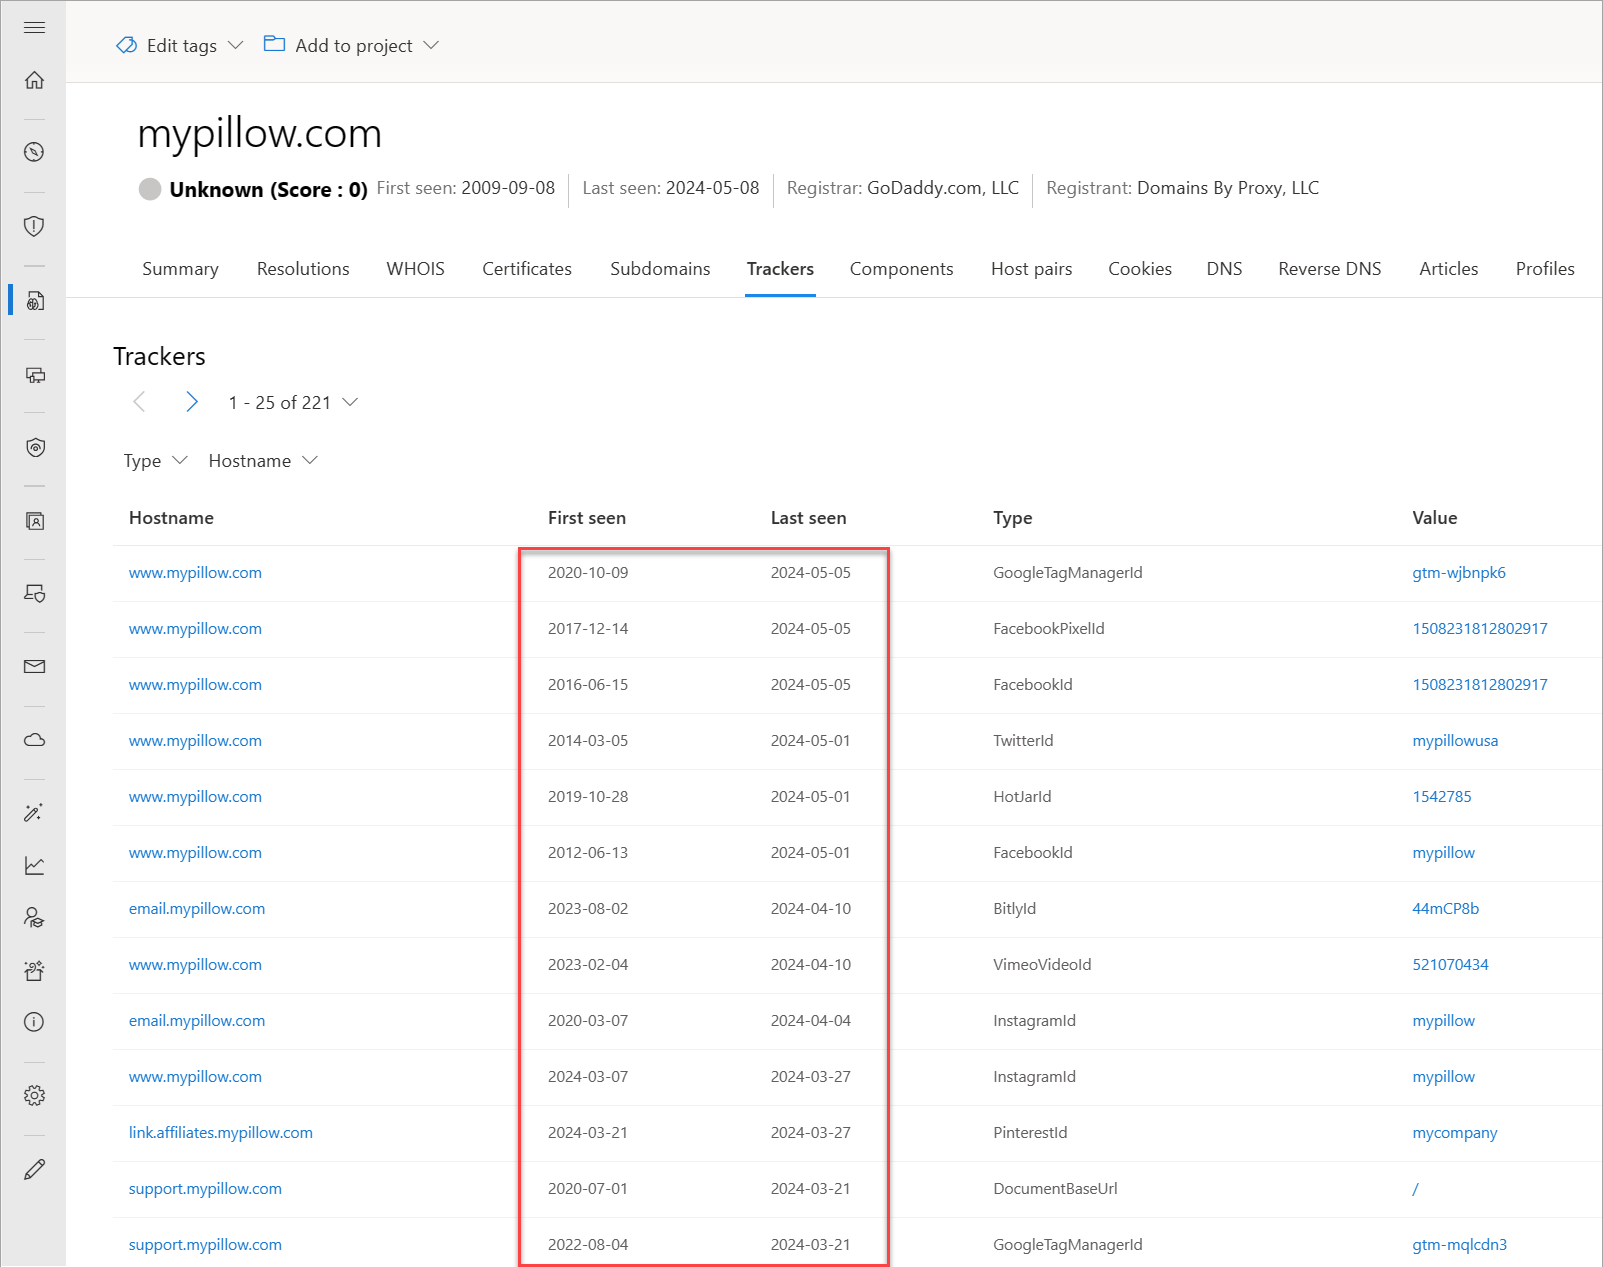 Edit tags Add to project
mypillow.com
Unknown (Score : 0) First seen: 2009-09-08 Last seen: 2024-05-08 Registrar: GoDaddy.com, LLC Registrant: Domains By Proxy, LLC
Summary Resolutions WHOIS Certificates Subdomains Trackers Components Host pairs Cookies DNS Reverse DNS Articles Profiles
Trackers
1 - 25 of 221
Type Hostname
Hostname First seen Last seen Type Value
www.mypillow.com 2020-10-09 2024-05-05 GoogleTagManagerId gtm-wjbnpk6
www.mypillow.com 2017-12-14 2024-05-05 FacebookPixelId 1508231812802917
www.mypillow.com 2016-06-15 2024-05-05 FacebookId 1508231812802917
www.mypillow.com 2014-03-05 2024-05-01 TwitterId mypillowusa
www.mypillow.com 2019-10-28 2024-05-01 HotJarId 1542785
www.mypillow.com 2012-06-13 2024-05-01 FacebookId mypillow
email.mypillow.com 2023-08-02 2024-04-10 BitlyId 44mCP8b
www.mypillow.com 2023-02-04 2024-04-10 VimeoVideoId 521070434
email.mypillow.com 2020-03-07 2024-04-04 InstagramId mypillow
www.mypillow.com 2024-03-07 2024-03-27 InstagramId mypillow
link.affiliates.mypillow.com 2024-03-21 2024-03-27 PinterestId mycompany
support.mypillow.com 2020-07-01 2024-03-21 DocumentBaseUrl /
support.mypillow.com 2022-08-04 2024-03-21 GoogleTagManagerId gtm-mqlcdn3